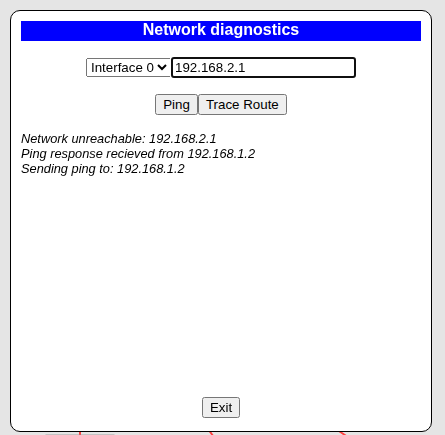 Network diagnostics
Interface 0 192.168.2.1
Ping Trace Route
Network unreachable: 192.168.2.1
Ping response recieved from 192.168.1.2
Sending ping to: 192.168.1.2
Exit